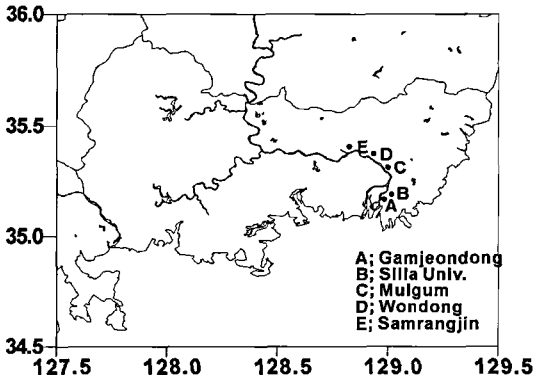 36.0
35.5
35.0
34.5
127.5 128.0 128.5 129.0 129.5
E D
C
B
A
A; Gamjeondong
B; Silla Univ.
C; Mulgum
D; Wondong
E; Samrangjin